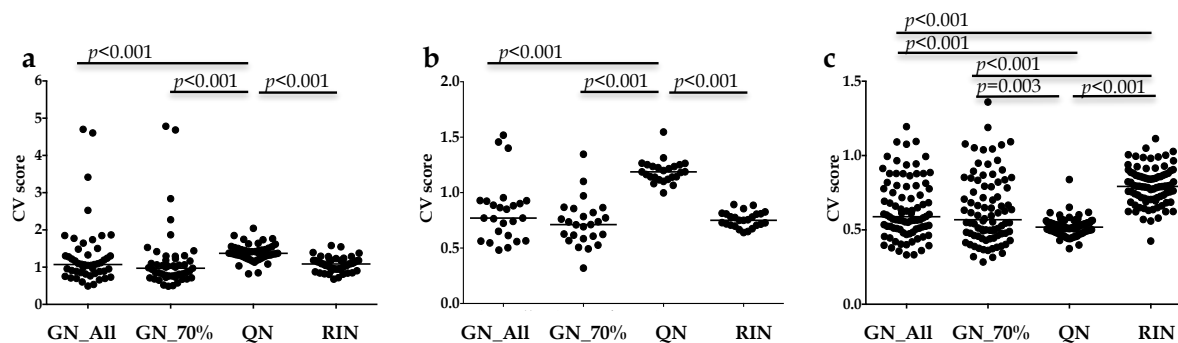 a
p<0.001
p<0.001
p<0.001
CV score
6
5
4
3
2
1
0
GN_All
GN_70%
QN
RIN
b
p<0.001
p<0.001
p<0.001
CV score
2.0
1.5
1.0
0.5
0.0
GN_All
GN_70%
QN
RIN
c
p<0.001
p<0.001
p<0.001
p=0.003
p<0.001
CV score
1.5
1.0
0.5
0.0
GN_All
GN_70%
QN
RIN